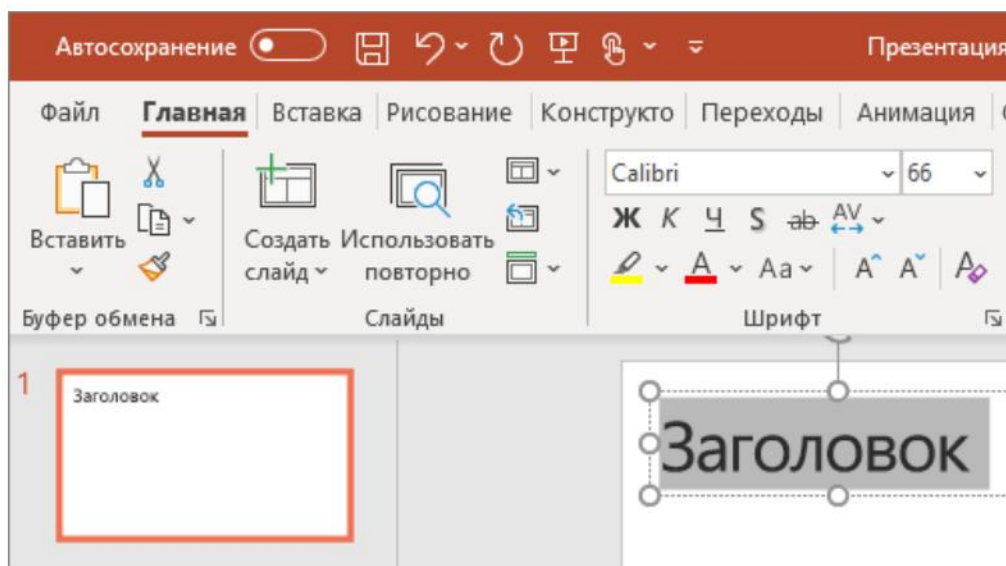 Автосохранение Презентация
Файл Главная Вставка Рисование Конструкто Переходы Анимация
Calibri 66
Ж К Ч S ab AV
Вставить Создать слайд Использовать повторно
A Aa A A A
Буфер обмена Слайды Шрифт
1
Заголовок
Заголовок